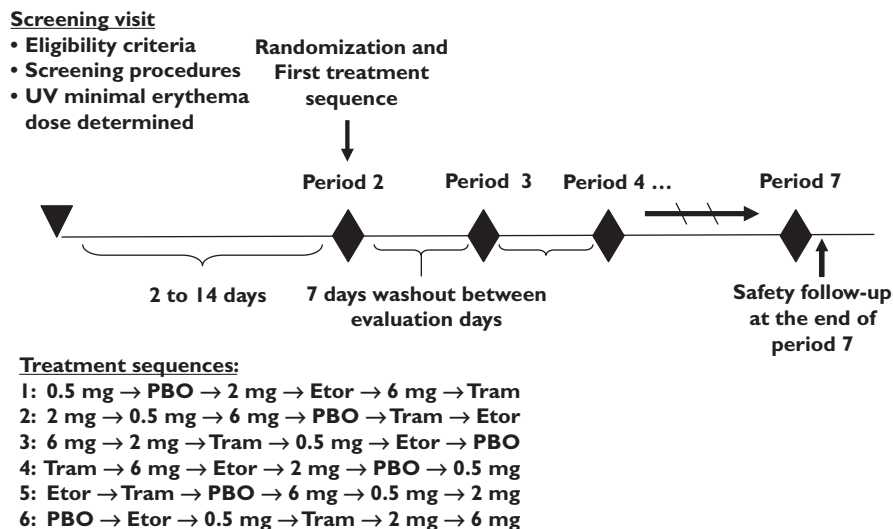 Screening visit
• Eligibility criteria
• Screening procedures
• UV minimal erythema
dose determined
Randomization and
First treatment
sequence
Period 2
Period 3
Period 4 ...
Period 7
2 to 14 days
7 days washout between
evaluation days
Safety follow-up
at the end of
period 7
Treatment sequences:
1: 0.5 mg → PBO → 2 mg → Etor → 6 mg → Tram
2: 2 mg → 0.5 mg → 6 mg → PBO → Tram → Etor
3: 6 mg → 2 mg → Tram → 0.5 mg → Etor → PBO
4: Tram → 6 mg → Etor → 2 mg → PBO → 0.5 mg
5: Etor → Tram → PBO → 6 mg → 0.5 mg → 2 mg
6: PBO → Etor → 0.5 mg → Tram → 2 mg → 6 mg